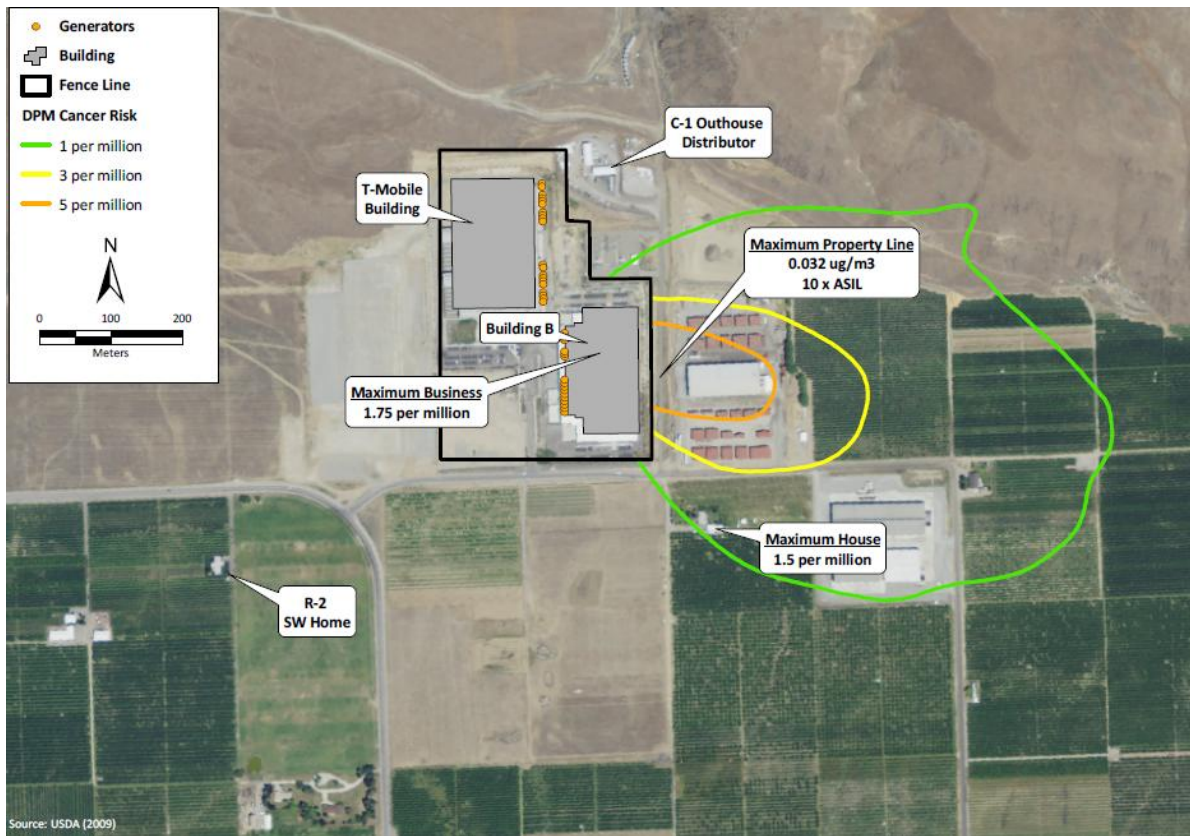 Generators
Building
Fence Line
DPM Cancer Risk
1 per million
3 per million
5 per million
N
0 100 200
Meters
C-1 Outhouse
Distributor
T-Mobile
Building
Maximum Property Line
0.032 ug/m3
10 x ASIL
Building B
Maximum Business
1.75 per million
Maximum House
1.5 per million
R-2
SW Home
Source: USDA (2009)